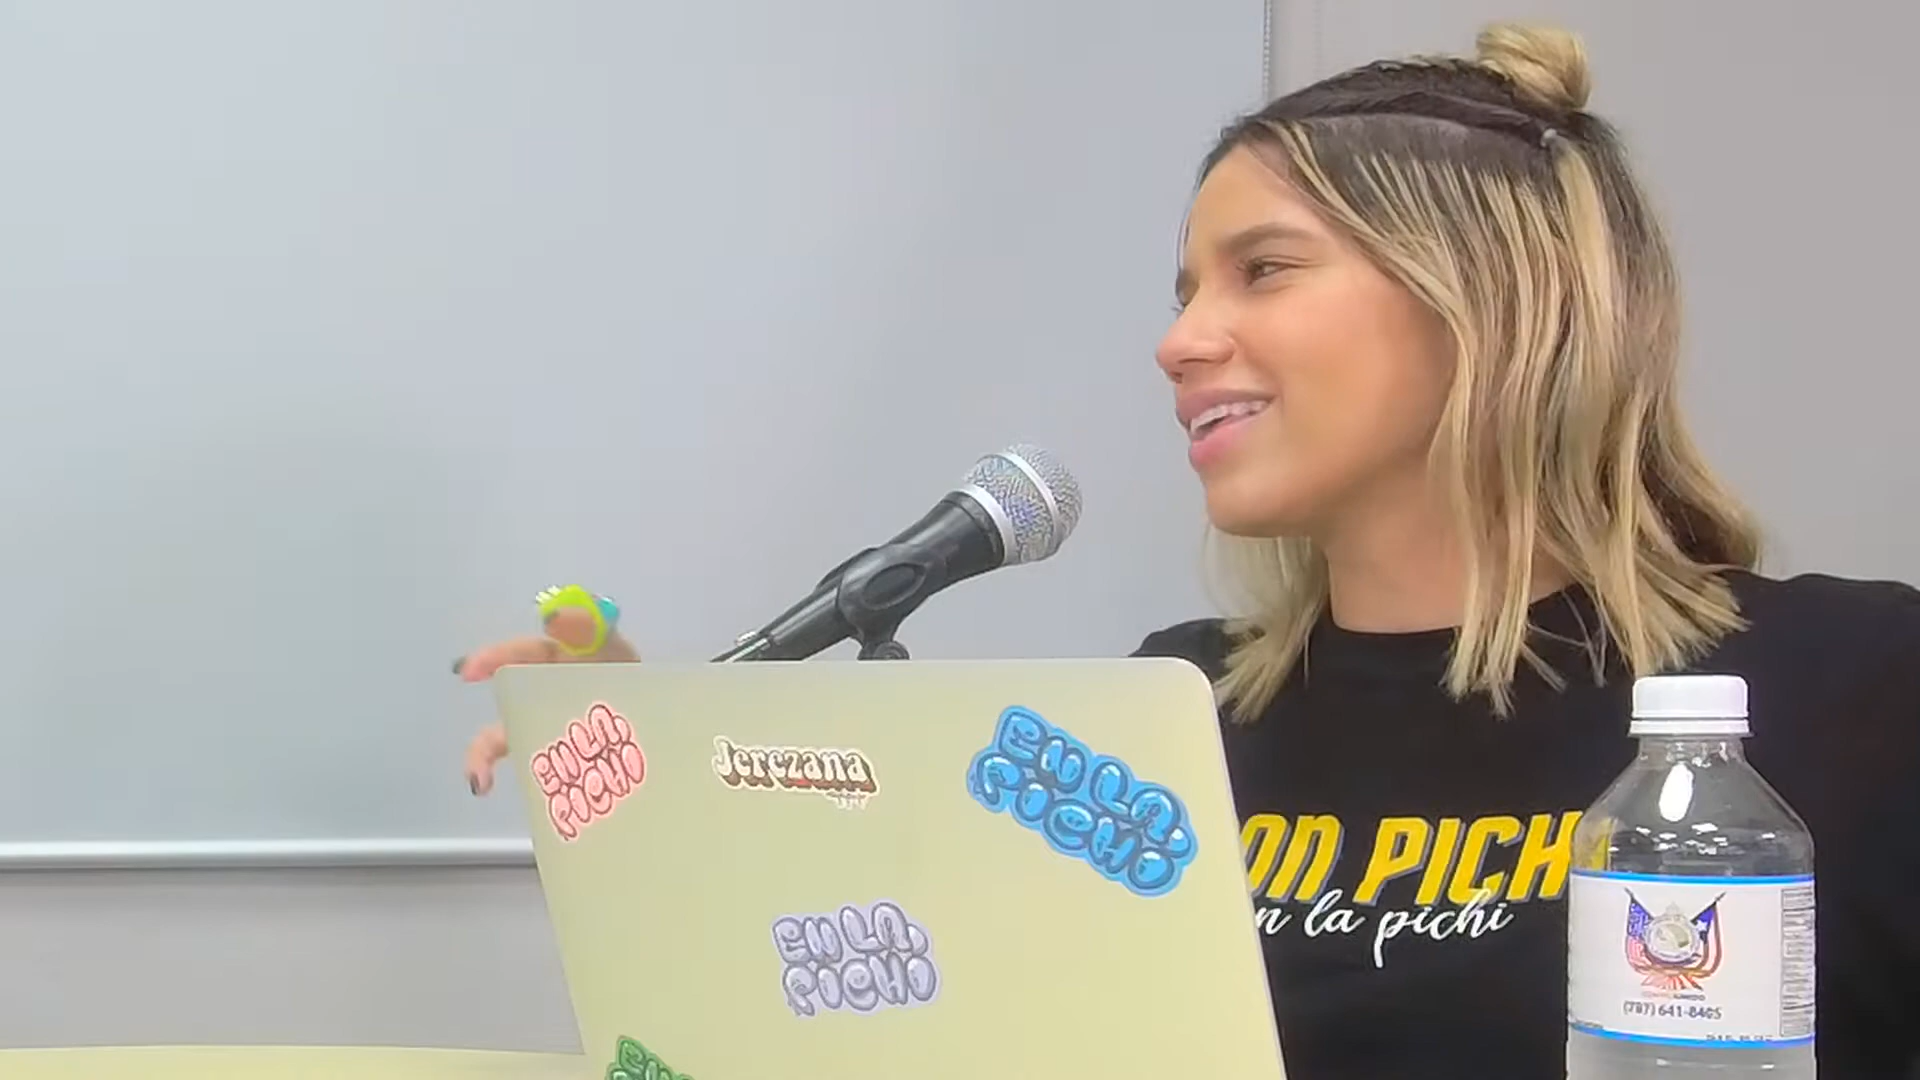 EN LA
PICHO
Jerezana
EN LA
PICHO
EN LA
PICHO
ON PICH
n la pichi
(787) 641-8405